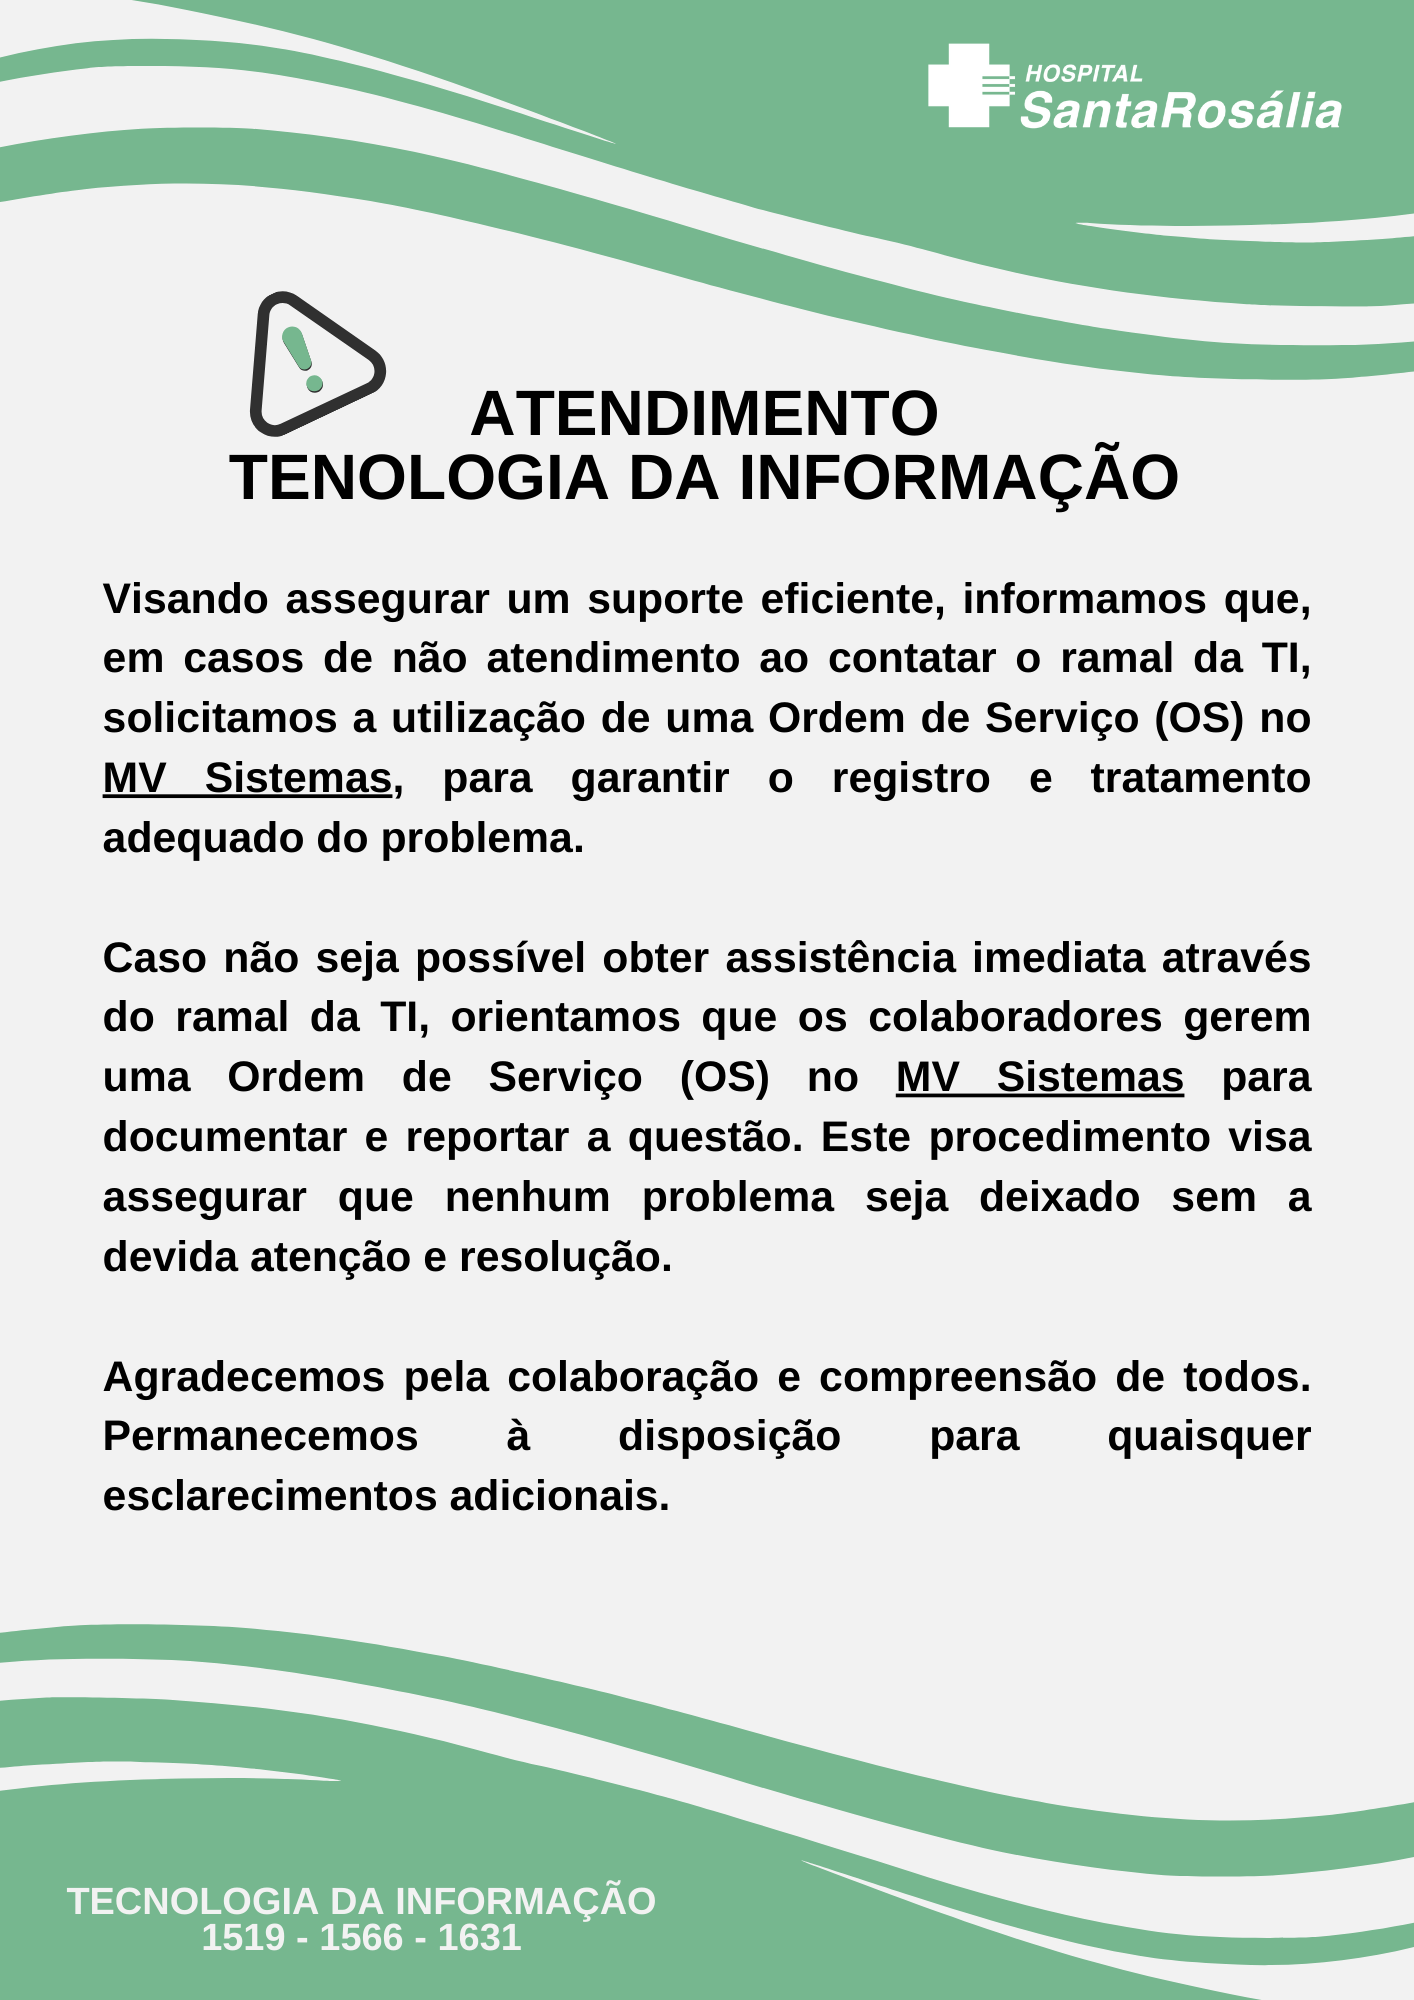 HOSPITAL
SantaRosália
ATENDIMENTO
TENOLOGIA DA INFORMAÇÃO
Visando assegurar um suporte eficiente, informamos que,
em casos de não atendimento ao contatar o ramal da TI,
solicitamos a utilização de uma Ordem de Serviço (OS) no
MV Sistemas, para garantir o registro e tratamento
adequado do problema.
Caso não seja possível obter assistência imediata através
do ramal da TI, orientamos que os colaboradores gerem
uma Ordem de Serviço (OS) no MV Sistemas para
documentar e reportar a questão. Este procedimento visa
assegurar que nenhum problema seja deixado sem a
devida atenção e resolução.
Agradecemos pela colaboração e compreensão de todos.
Permanecemos à disposição para quaisquer
esclarecimentos adicionais.
TECNOLOGIA DA INFORMAÇÃO
1519 - 1566 - 1631